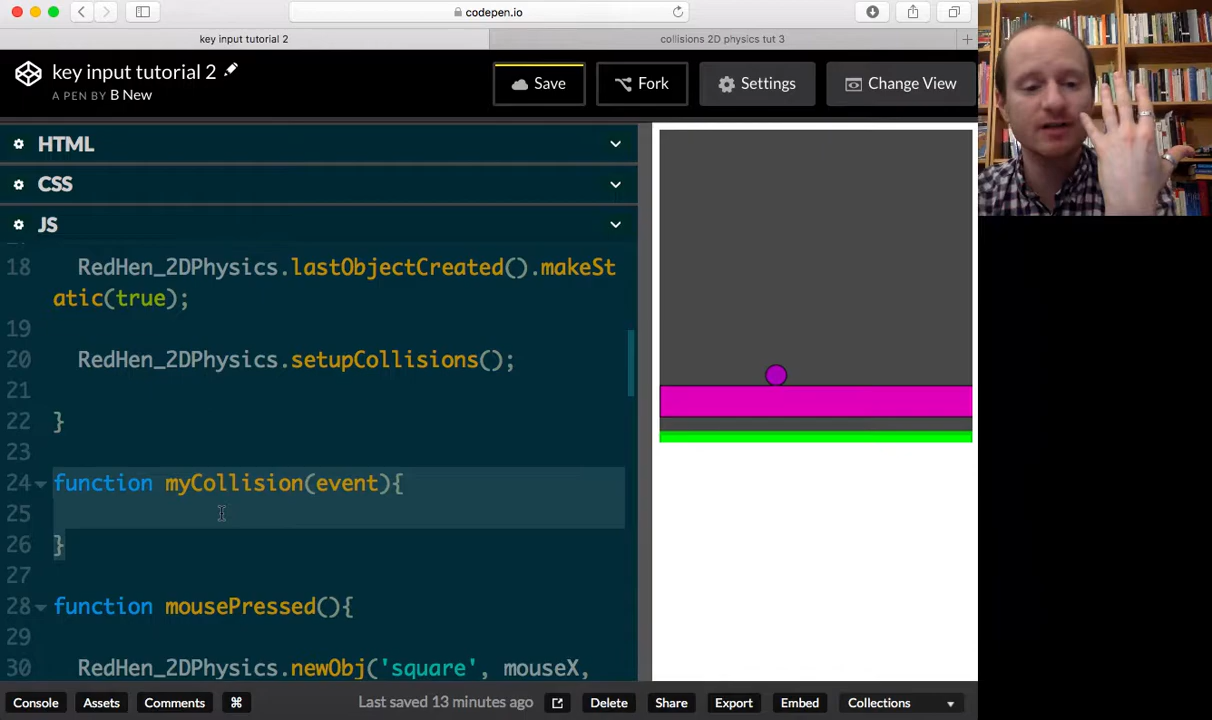 codepen.io
key input tutorial 2
collisions 2D physics tut 3
key input tutorial 2
A PEN BY B New
Save
Fork
Settings
Change View
HTML
CSS
JS
18 RedHen_2DPhysics.lastObjectCreated().makeSt
atic(true);
19
20 RedHen_2DPhysics.setupCollisions();
21
22 }
23
24 function myCollision(event){
25
26 }
27
28 function mousePressed(){
29
30 RedHen_2DPhysics.newObj('square', mouseX,
Console
Assets
Comments
⌘
Last saved 13 minutes ago
Delete
Share
Export
Embed
Collections